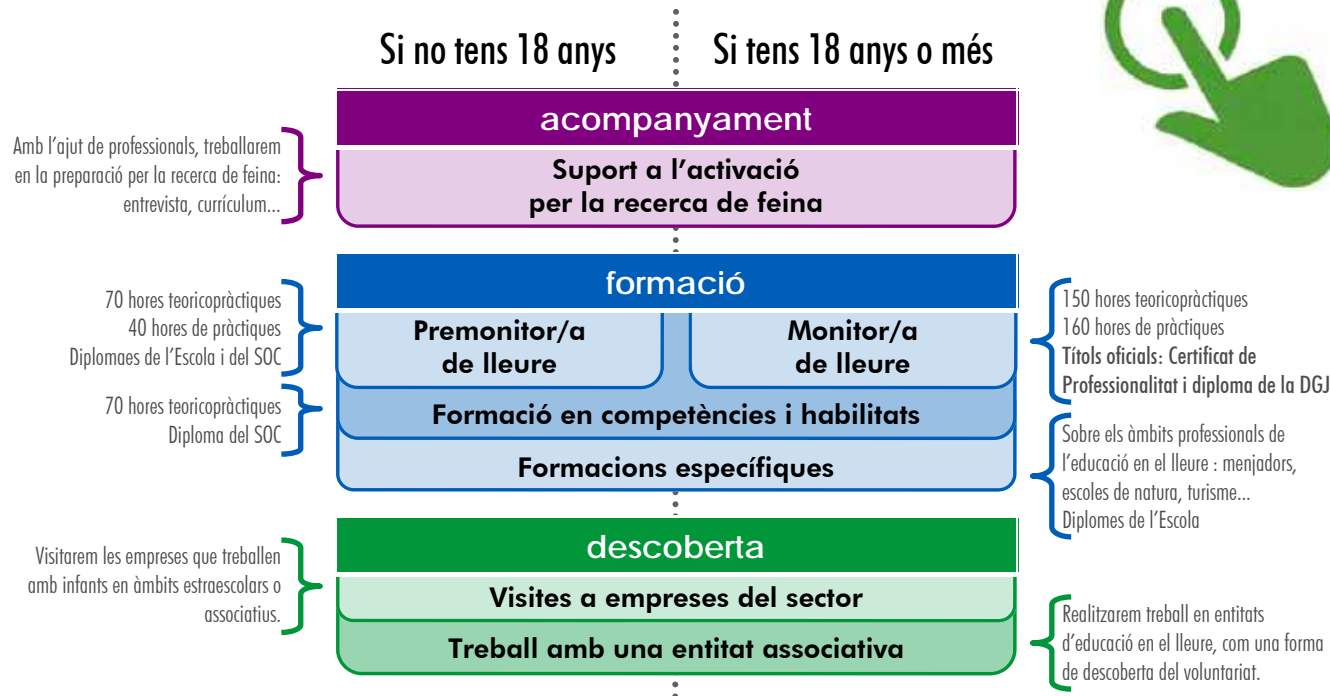 Si no tens 18 anys
Si tens 18 anys o més
acompanyament
Amb l'ajut de professionals, treballarem
en la preparació per la recerca de feina:
entrevista, currículum...
Suport a l'activació
per la recerca de feina
formació
70 hores teoricopràctiques
40 hores de pràctiques
Diplomaes de l'Escola i del SOC
Premonitor/a
de lleure
Monitor/a
de lleure
150 hores teoricopràctiques
160 hores de pràctiques
Títols oficials: Certificat de
Professionalitat i diploma de la DGJ
70 hores teoricopràctiques
Diploma del SOC
Formació en competències i habilitats
Formacions específiques
Sobre els àmbits professionals de
l'educació en el lleure : menjadors,
escoles de natura, turisme...
Diplomes de l'Escola
descoberta
Visitarem les empreses que treballen
amb infants en àmbits estraescolars o
associatius.
Visites a empreses del sector
Treball amb una entitat associativa
Realitzarem treball en entitats
d'educació en el lleure, com una forma
de descoberta del voluntariat.